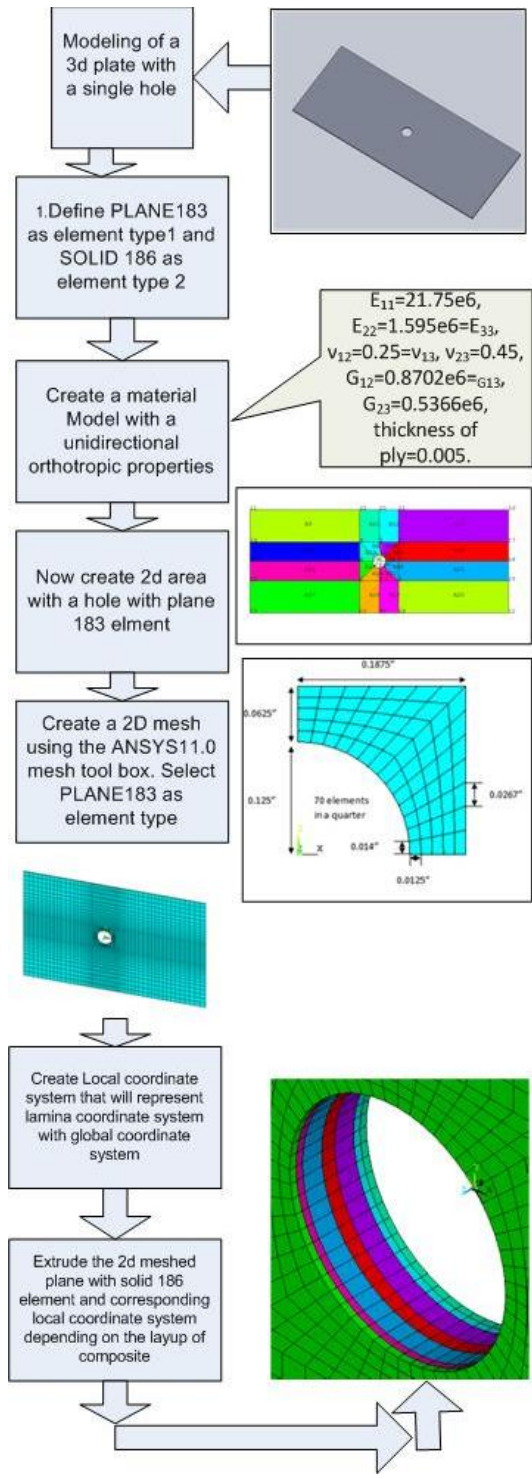 Modeling of a
3d plate with
a single hole
1.Define PLANE183
as element type1 and
SOLID 186 as
element type 2
E₁₁=21.75e6,
E₂₂=1.595e6=E₃₃,
ν₁₂=0.25=ν₁₃, ν₂₃=0.45,
G₁₂=0.8702e6=G13,
G₂₃=0.5366e6,
thickness of
ply=0.005.
Create a material
Model with a
unidirectional
orthotropic properties
Now create 2d area
with a hole with plane
183 elment
Create a 2D mesh
using the ANSYS11.0
mesh tool box. Select
PLANE183 as
element type
0.1875"
0.0625"
0.125"
70 elements
in a quarter
0.0267"
0.014"
X
0.0125"
Create Local coordinate
system that will represent
lamina coordinate system
with global coordinate
system
Extrude the 2d meshed
plane with solid 186
element and corresponding
local coordinate system
depending on the layup of
composite